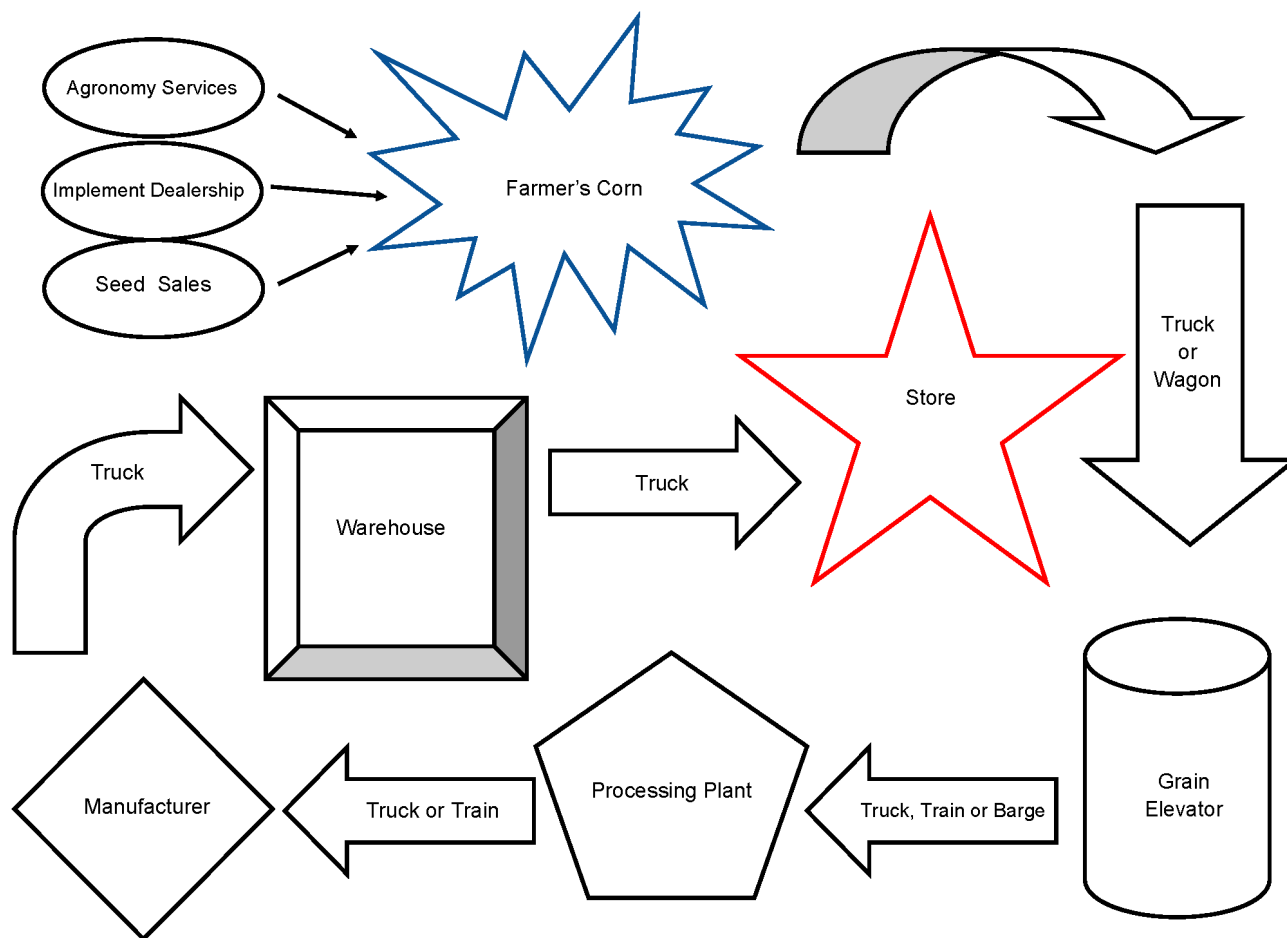 Agronomy Services
Implement Dealership
Seed Sales
Farmer’s Corn
Truck
or
Wagon
Store
Truck
Warehouse
Truck
Manufacturer
Truck or Train
Processing Plant
Truck, Train or Barge
Grain
Elevator